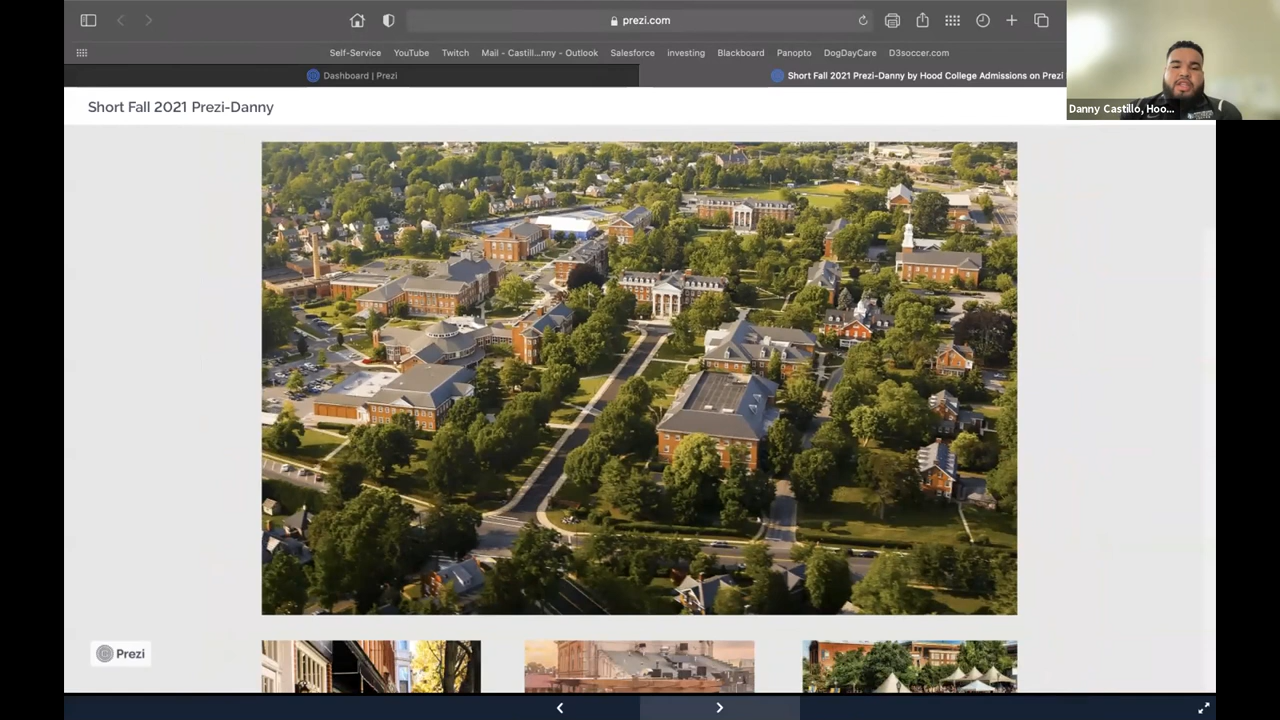 prezi.com
Self-Service YouTube Twitch Mail - Castill...nny - Outlook Salesforce investing Blackboard Panopto DogDayCare D3soccer.com
Dashboard | Prezi
Short Fall 2021 Prezi-Danny by Hood College Admissions on Prezi
Danny Castillo, Hoo...
Short Fall 2021 Prezi-Danny
Prezi